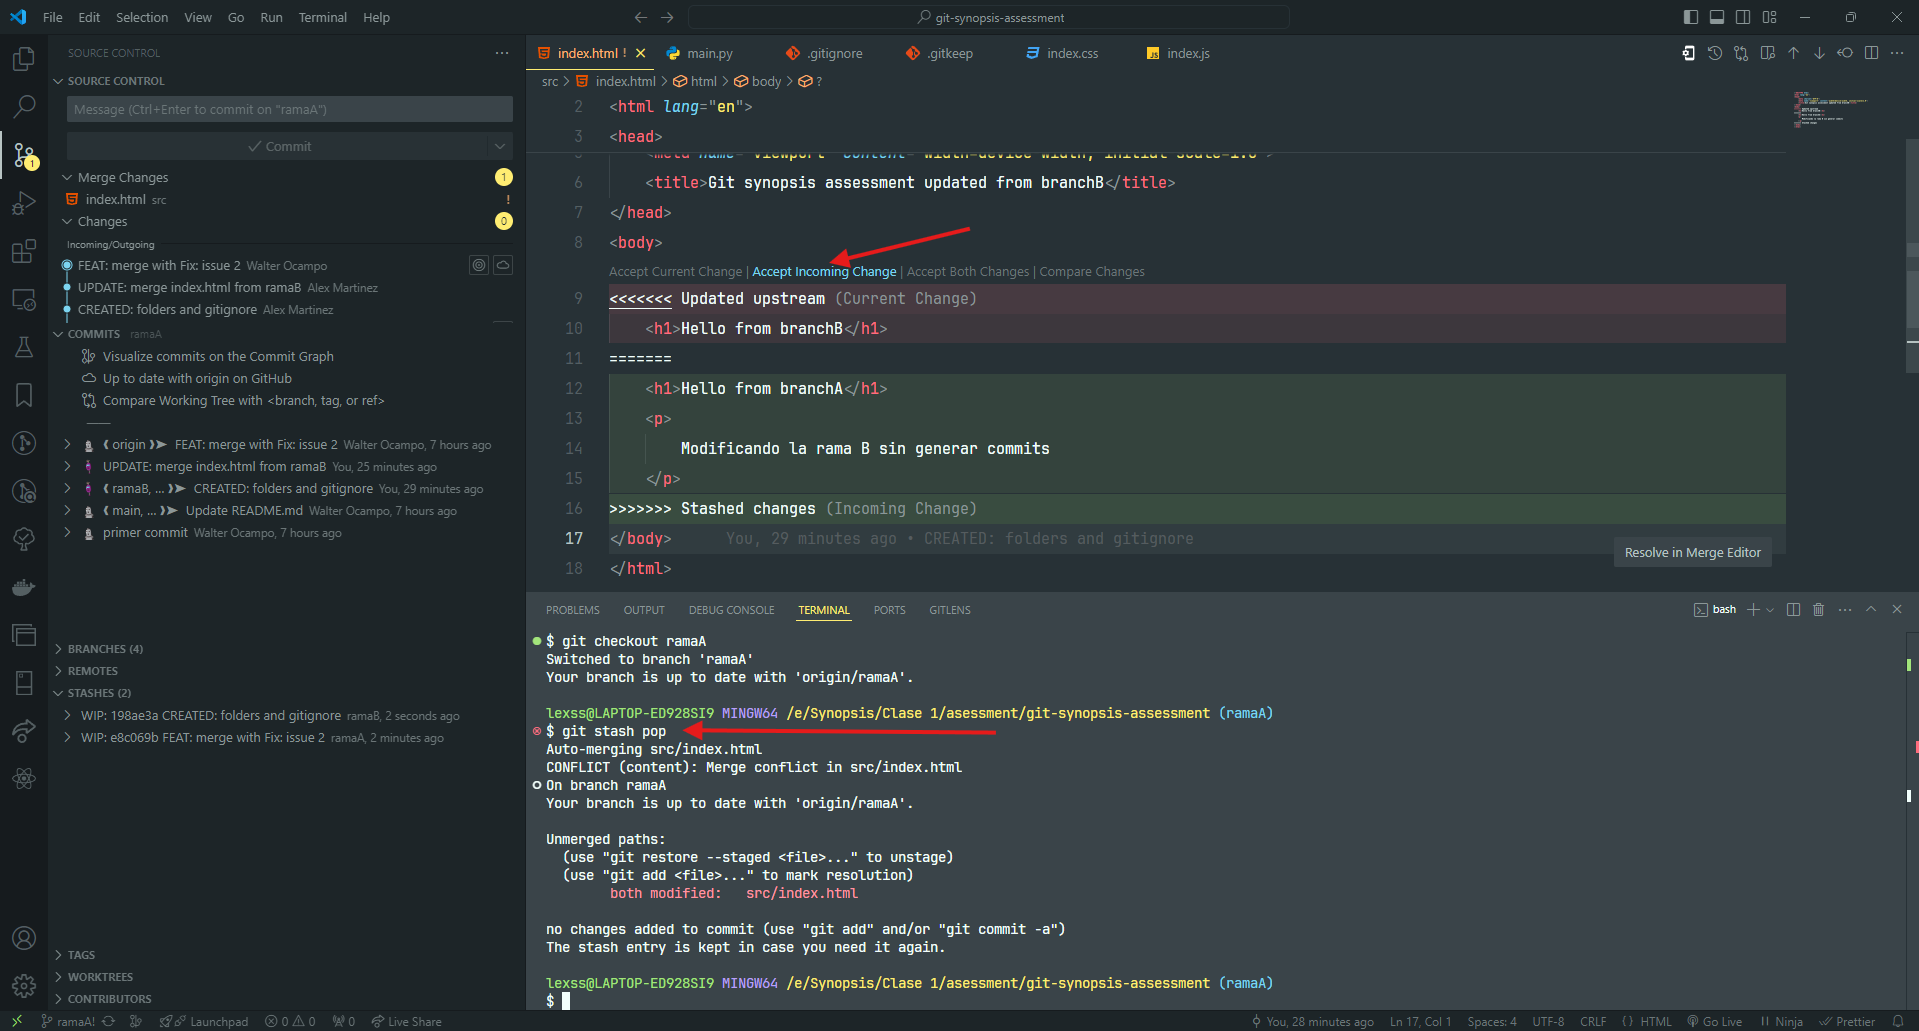 File Edit Selection View Go Run Terminal Help
git-synopsis-assessment
SOURCE CONTROL
SOURCE CONTROL
Message (Ctrl+Enter to commit on "ramaA")
Commit
Merge Changes 1
index.html src !
Changes 0
Incoming/Outgoing
FEAT: merge with Fix: issue 2 Walter Ocampo
UPDATE: merge index.html from ramaB Alex Martinez
CREATED: folders and gitignore Alex Martinez
COMMITS ramaA
Visualize commits on the Commit Graph
Up to date with origin on GitHub
Compare Working Tree with <branch, tag, or ref>
origin FEAT: merge with Fix: issue 2 Walter Ocampo, 7 hours ago
UPDATE: merge index.html from ramaB You, 25 minutes ago
ramaB, ... CREATED: folders and gitignore You, 29 minutes ago
main, ... Update README.md Walter Ocampo, 7 hours ago
primer commit Walter Ocampo, 7 hours ago
BRANCHES (4)
REMOTES
STASHES (2)
WIP: 198ae3a CREATED: folders and gitignore ramaB, 2 seconds ago
WIP: e8c069b FEAT: merge with Fix: issue 2 ramaA, 2 minutes ago
TAGS
WORKTREES
CONTRIBUTORS
1
index.html ! main.py .gitignore .gitkeep index.css index.js
src > index.html > html > body > ?
2 <html lang="en">
3 <head>
6 <title>Git synopsis assessment updated from branchB</title>
7 </head>
8 <body>
Accept Current Change | Accept Incoming Change | Accept Both Changes | Compare Changes
9 <<<<<<< Updated upstream (Current Change)
10 <h1>Hello from branchB</h1>
11 =======
12 <h1>Hello from branchA</h1>
13 <p>
14 Modificando la rama B sin generar commits
15 </p>
16 >>>>>>> Stashed changes (Incoming Change)
17 </body> You, 29 minutes ago • CREATED: folders and gitignore
Resolve in Merge Editor
18 </html>
PROBLEMS OUTPUT DEBUG CONSOLE TERMINAL PORTS GITLENS
bash
$ git checkout ramaA
Switched to branch 'ramaA'
Your branch is up to date with 'origin/ramaA'.
lexss@LAPTOP-ED928SI9 MINGW64 /e/Synopsis/Clase 1/asessment/git-synopsis-assessment (ramaA)
$ git stash pop
Auto-merging src/index.html
CONFLICT (content): Merge conflict in src/index.html
On branch ramaA
Your branch is up to date with 'origin/ramaA'.
Unmerged paths:
(use "git restore --staged <file>..." to unstage)
(use "git add <file>..." to mark resolution)
both modified: src/index.html
no changes added to commit (use "git add" and/or "git commit -a")
The stash entry is kept in case you need it again.
lexss@LAPTOP-ED928SI9 MINGW64 /e/Synopsis/Clase 1/asessment/git-synopsis-assessment (ramaA)
$
ramaA! Launchpad 0 0 0 Live Share
You, 28 minutes ago Ln 17, Col 1 Spaces: 4 UTF-8 CRLF HTML Go Live Ninja Prettier